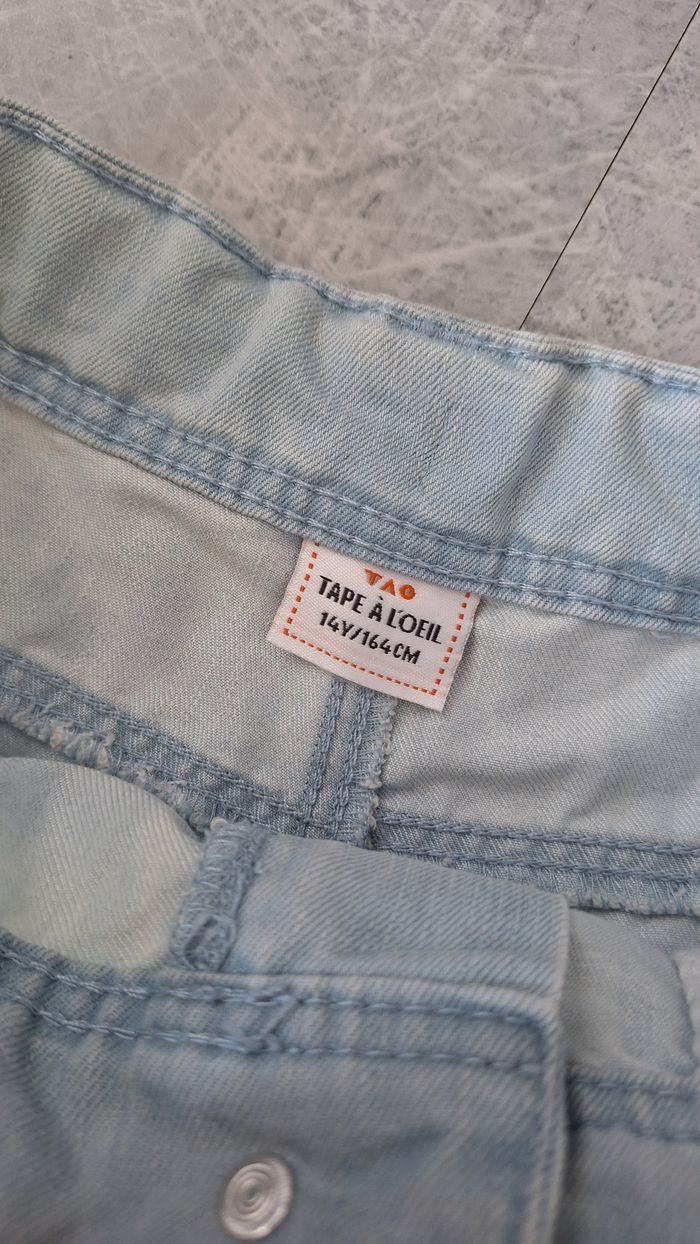 TAO
TAPE À L'OEIL
14Y/164CM